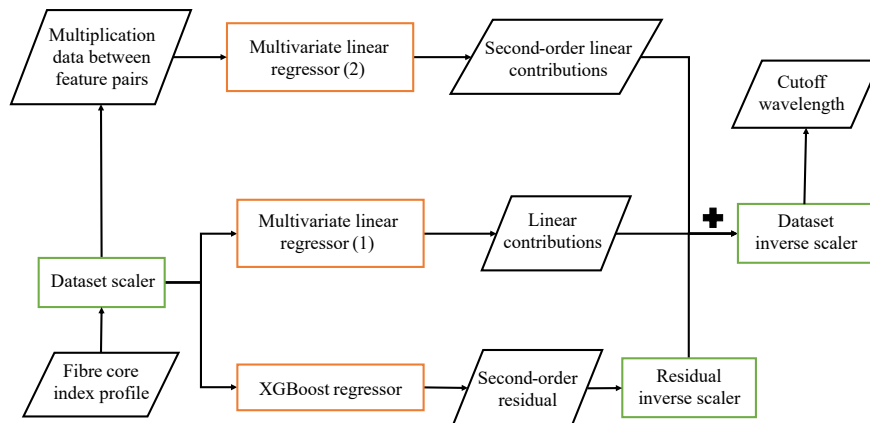 Multiplication
data between
feature pairs
Multivariate linear
regressor (2)
Second-order linear
contributions
Cutoff
wavelength
Multivariate linear
regressor (1)
Linear
contributions
Dataset
inverse scaler
Dataset scaler
Fibre core
index profile
XGBoost regressor
Second-order
residual
Residual
inverse scaler